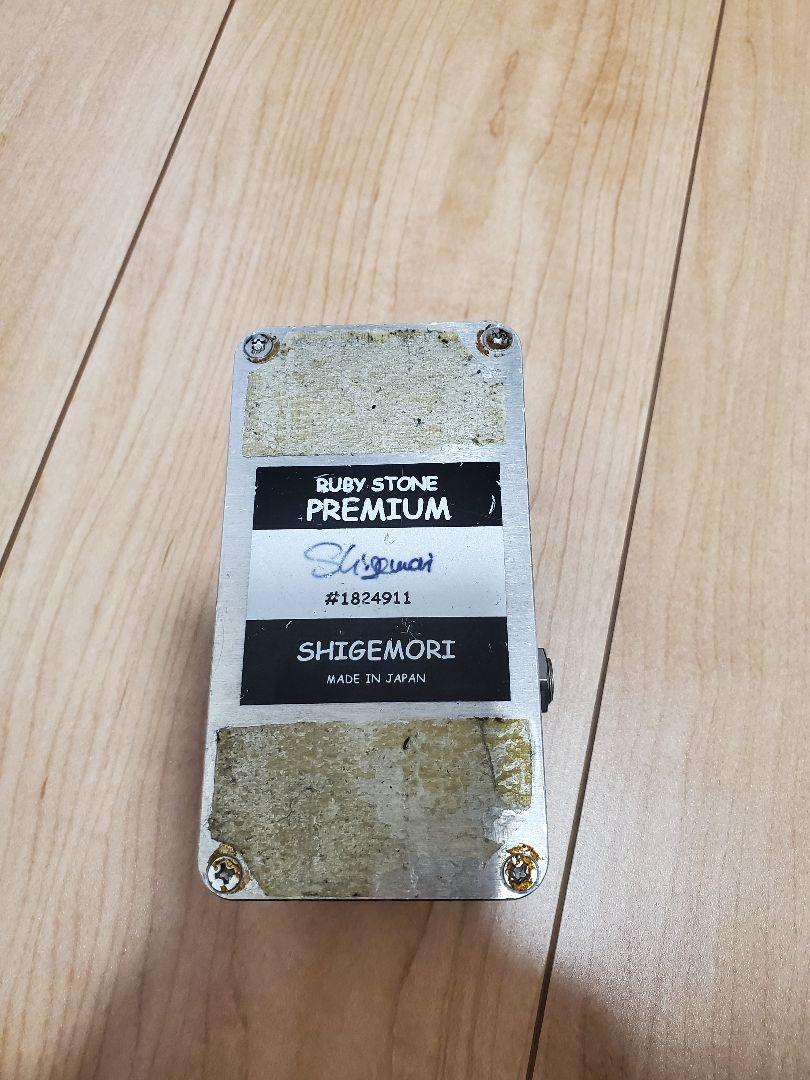 RUBY STONE
PREMIUM
Shigemori
#1824911
SHIGEMORI
MADE IN JAPAN